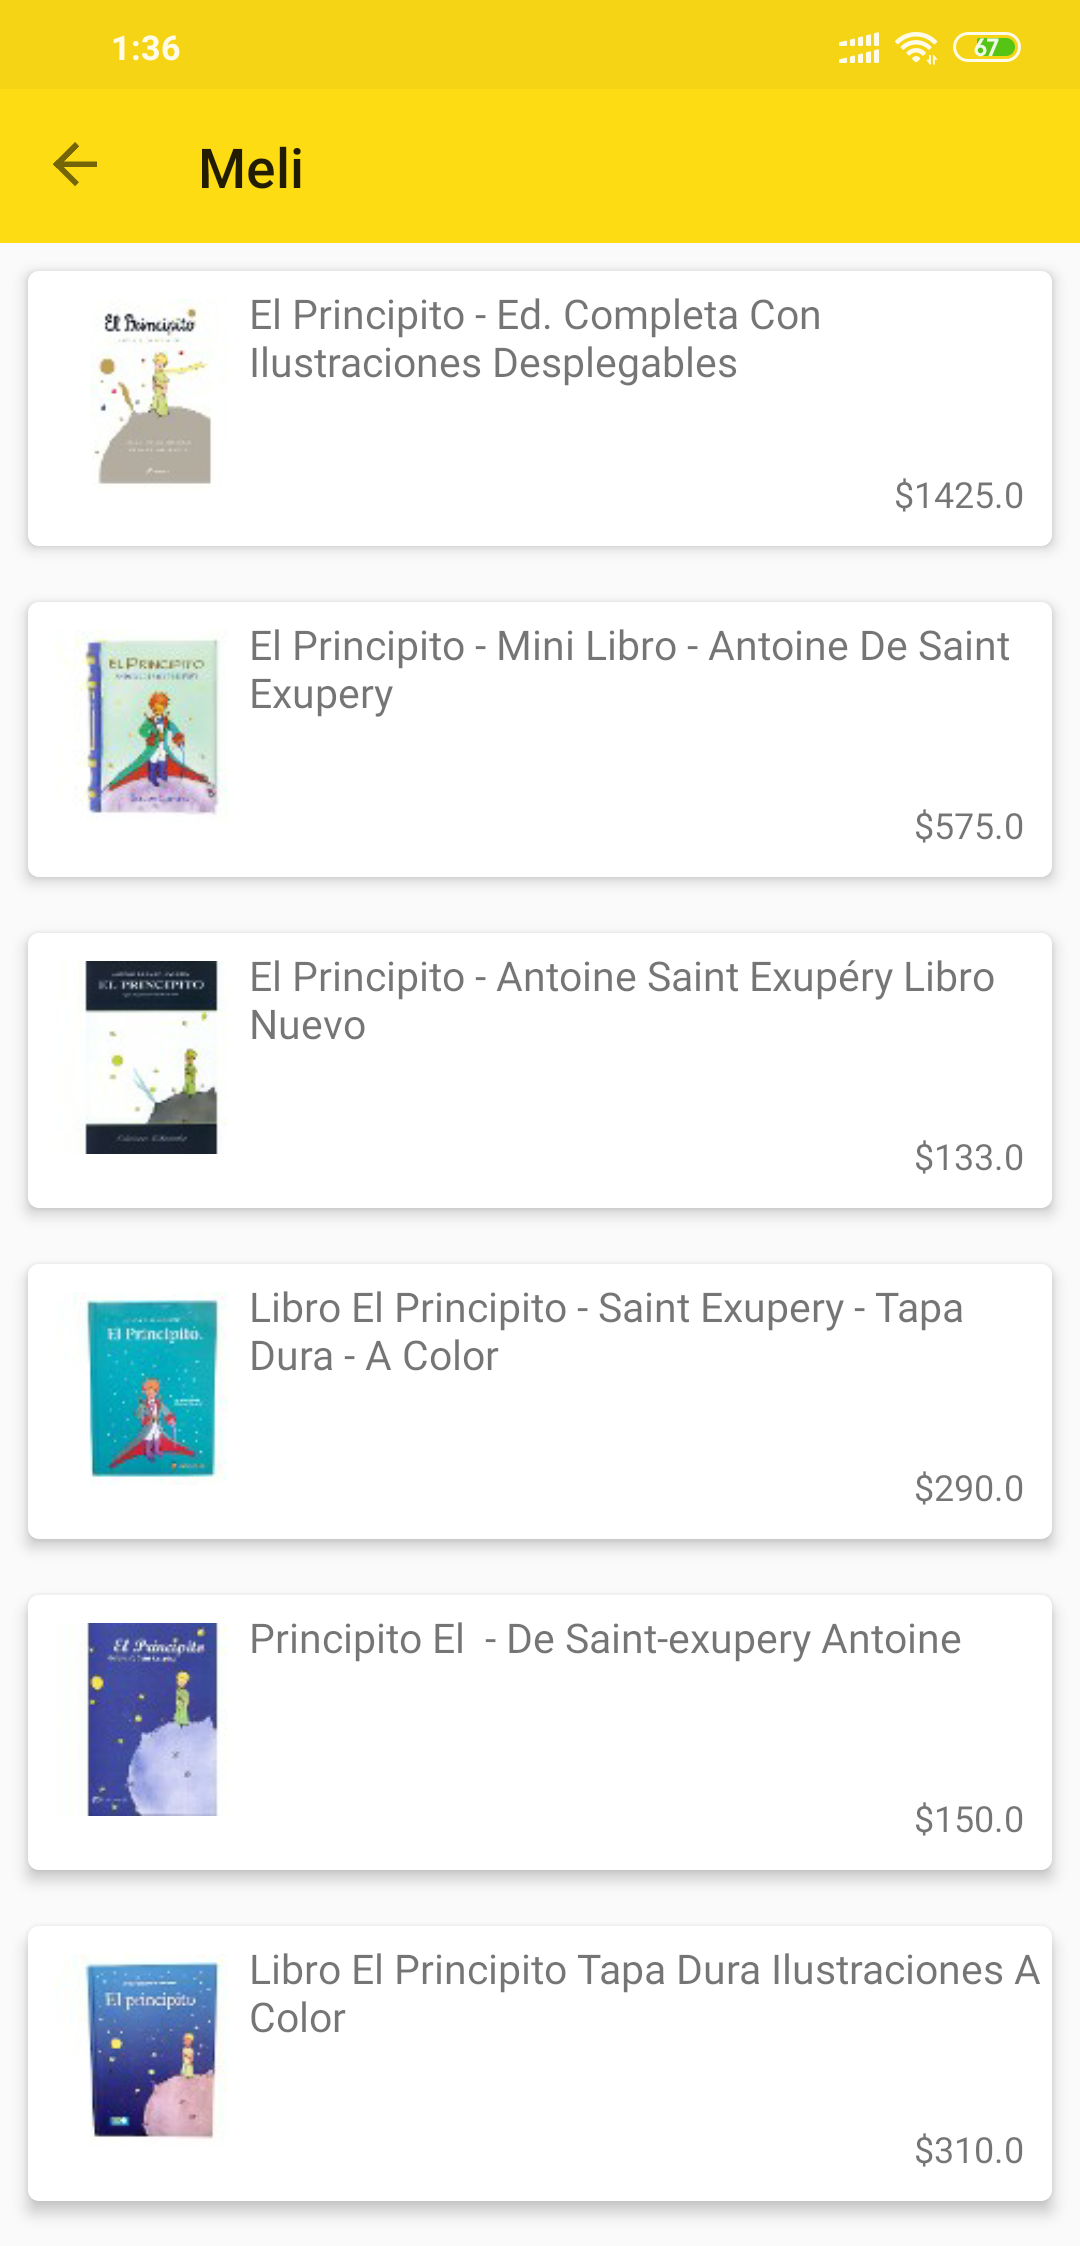 1:36
67
Meli
El Principito
El Principito - Ed. Completa Con
Ilustraciones Desplegables
$1425.0
EL PRINCIPITO
El Principito - Mini Libro - Antoine De Saint
Exupery
$575.0
EL PRINCIPITO
El Principito - Antoine Saint Exupéry Libro
Nuevo
$133.0
El Principito.
Libro El Principito - Saint Exupery - Tapa
Dura - A Color
$290.0
El Principito
Principito El  - De Saint-exupery Antoine
$150.0
El principito
Libro El Principito Tapa Dura Ilustraciones A
Color
$310.0